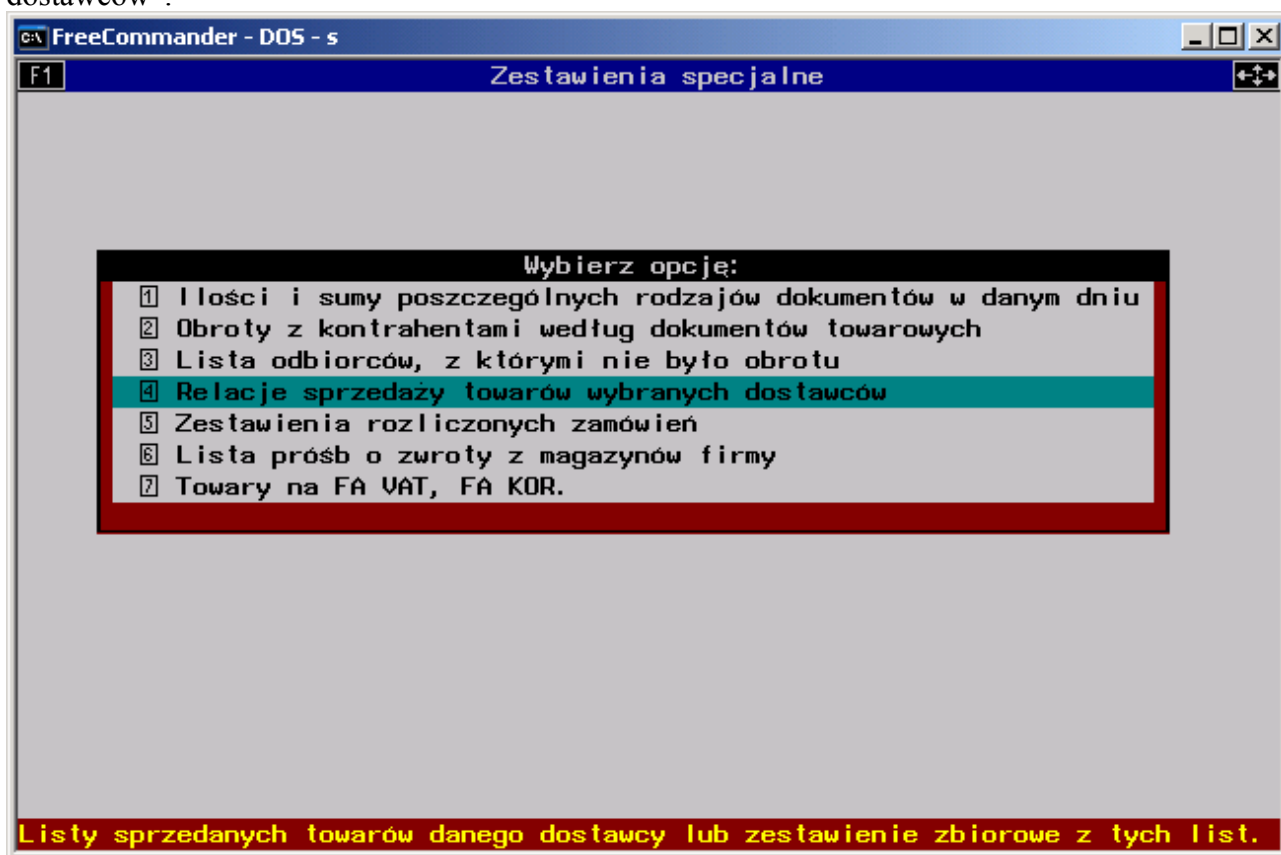 dostawców".
FreeCommander - DOS - s
F1 Zestawienia specjalne
Wybierz opcję:
1 Ilości i sumy poszczególnych rodzajów dokumentów w danym dniu
2 Obroty z kontrahentami według dokumentów towarowych
3 Lista odbiorców, z którymi nie było obrotu
4 Relacje sprzedaży towarów wybranych dostawców
5 Zestawienia rozliczonych zamówień
6 Lista próśb o zwroty z magazynów firmy
7 Towary na FA VAT, FA KOR.
Listy sprzedanych towarów danego dostawcy lub zestawienie zbiorowe z tych list.